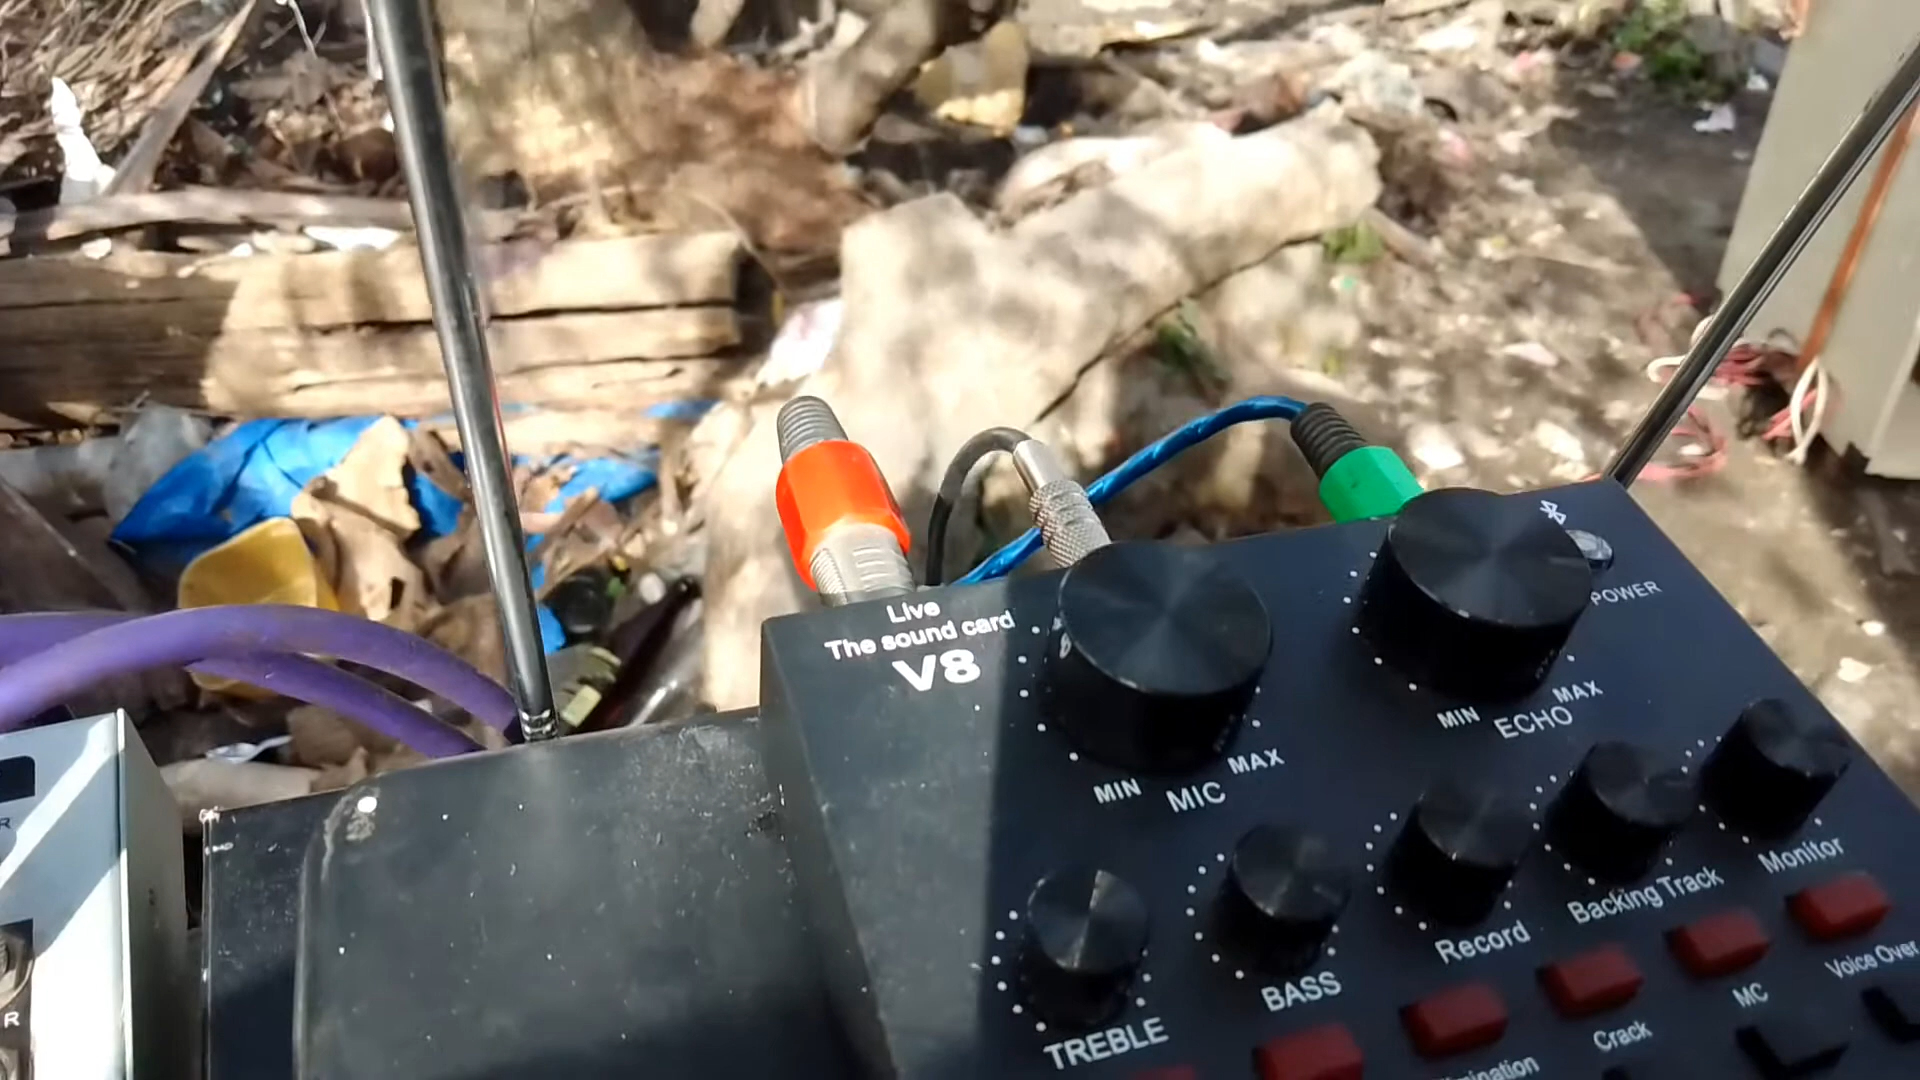 Live
The sound card
V8
POWER
MIN MAX
ECHO
MIN MAX
MIC
Monitor
Backing Track
Record
BASS
TREBLE
Voice Over
MC
Crack
R
R